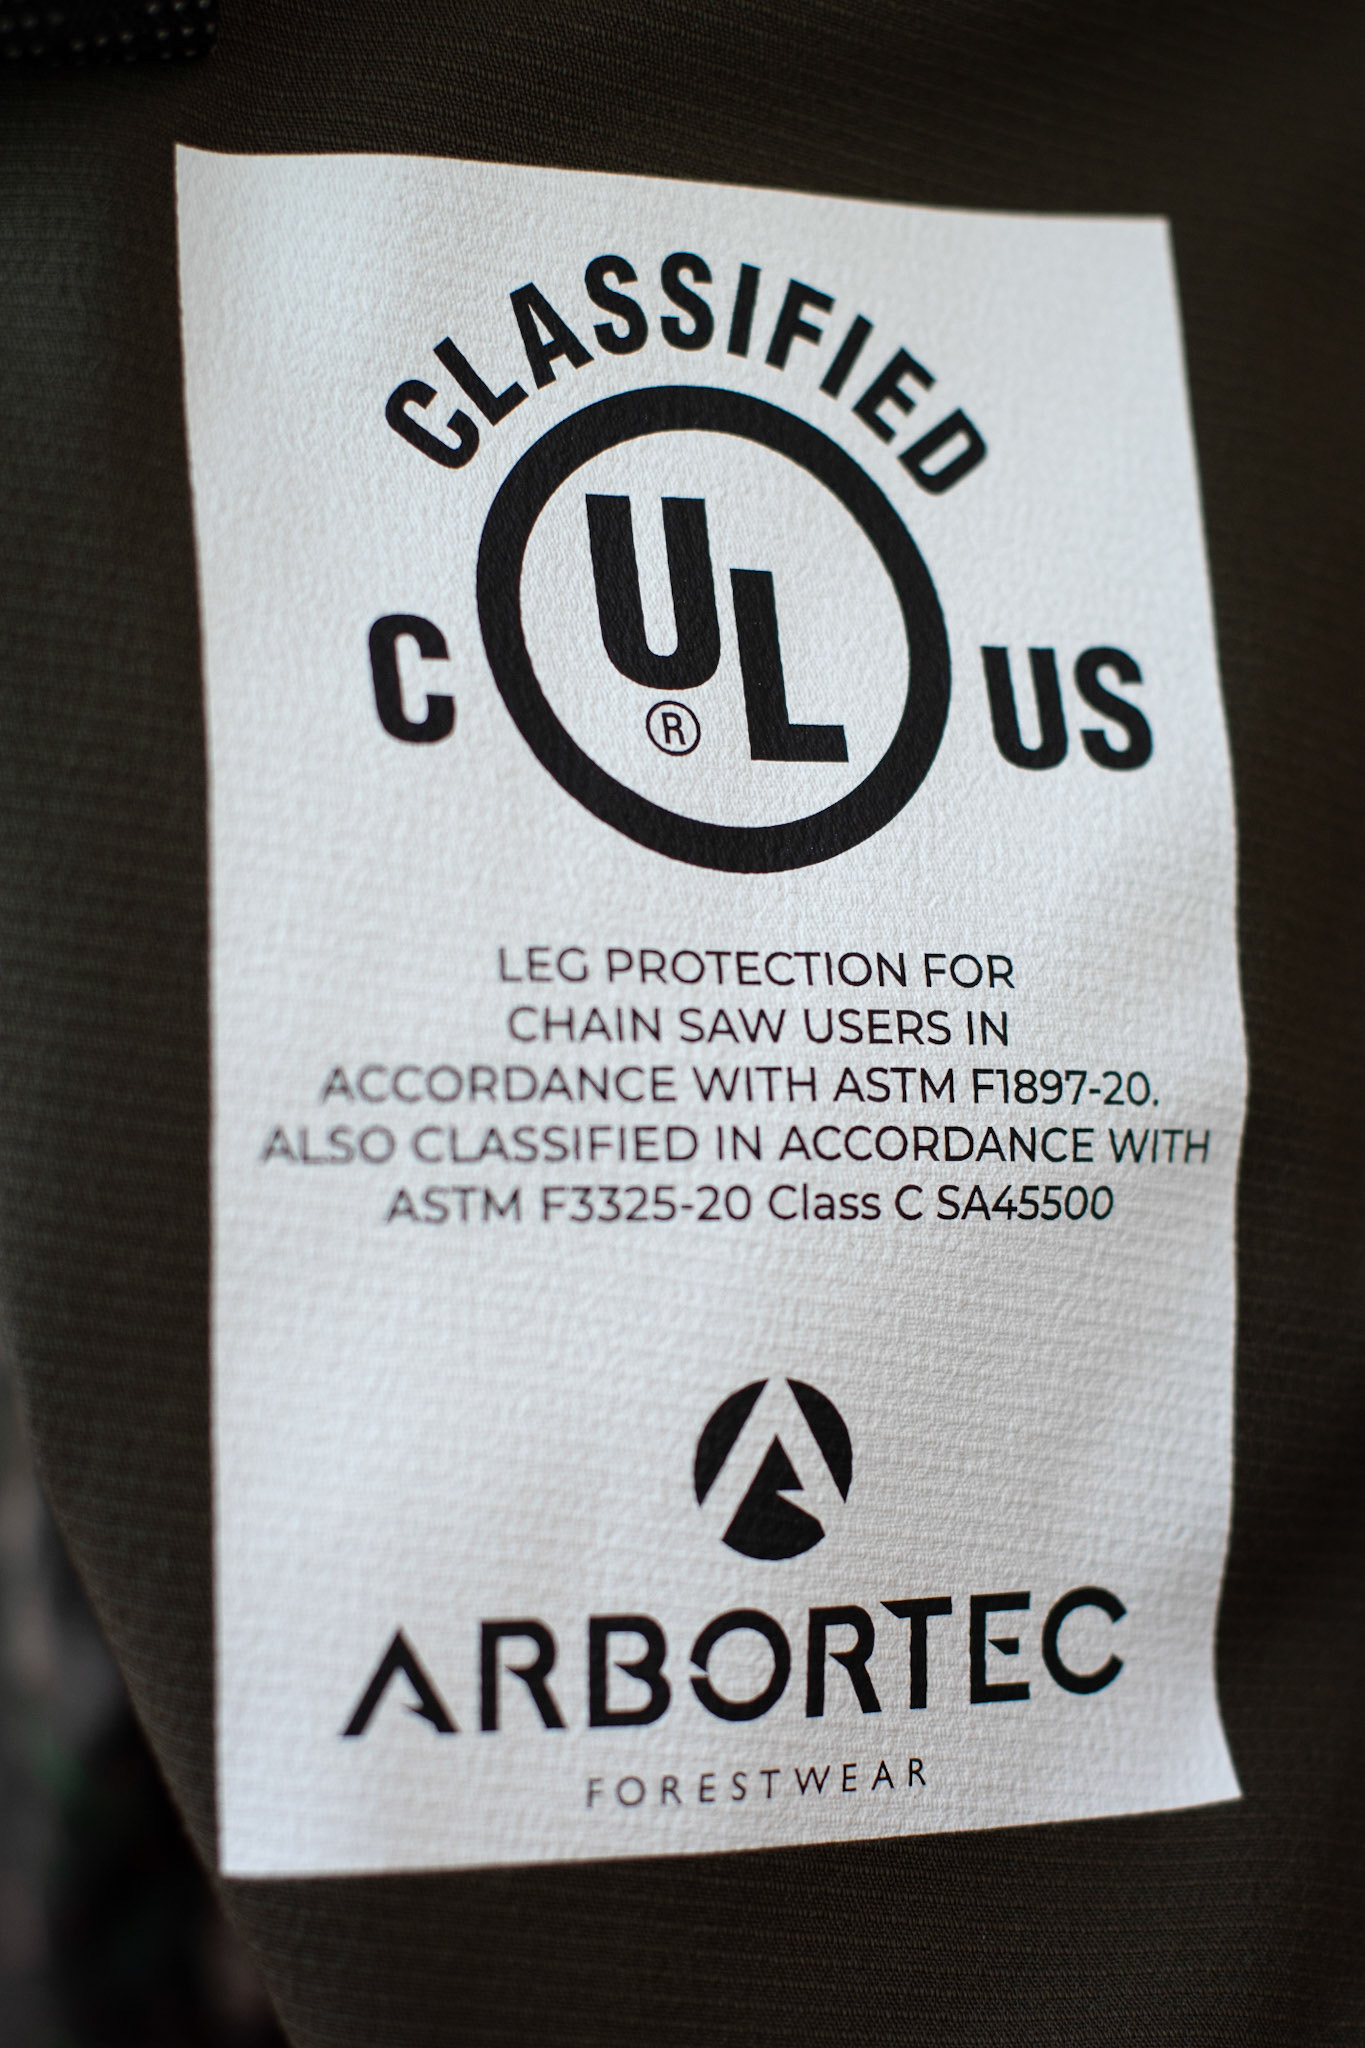 CLASSIFIED
C UL US
®
LEG PROTECTION FOR
CHAIN SAW USERS IN
ACCORDANCE WITH ASTM F1897-20.
ALSO CLASSIFIED IN ACCORDANCE WITH
ASTM F3325-20 Class C SA45500
ARBORTEC
FORESTWEAR